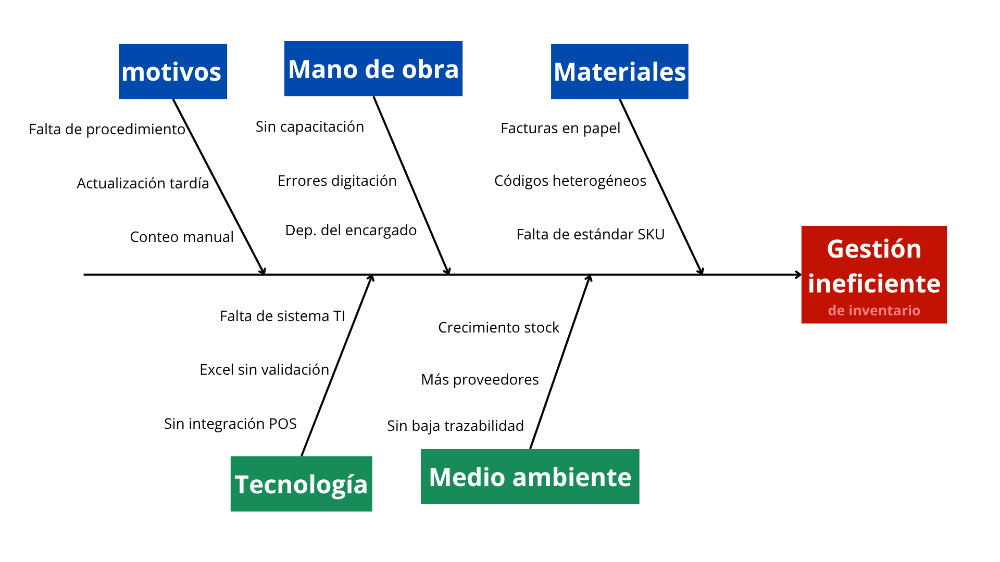 motivos
Mano de obra
Materiales
Falta de procedimiento
Sin capacitación
Facturas en papel
Actualización tardía
Errores digitación
Códigos heterogéneos
Conteo manual
Dep. del encargado
Falta de estándar SKU
Gestión
ineficiente
de inventario
Falta de sistema TI
Crecimiento stock
Excel sin validación
Más proveedores
Sin integración POS
Sin baja trazabilidad
Tecnología
Medio ambiente